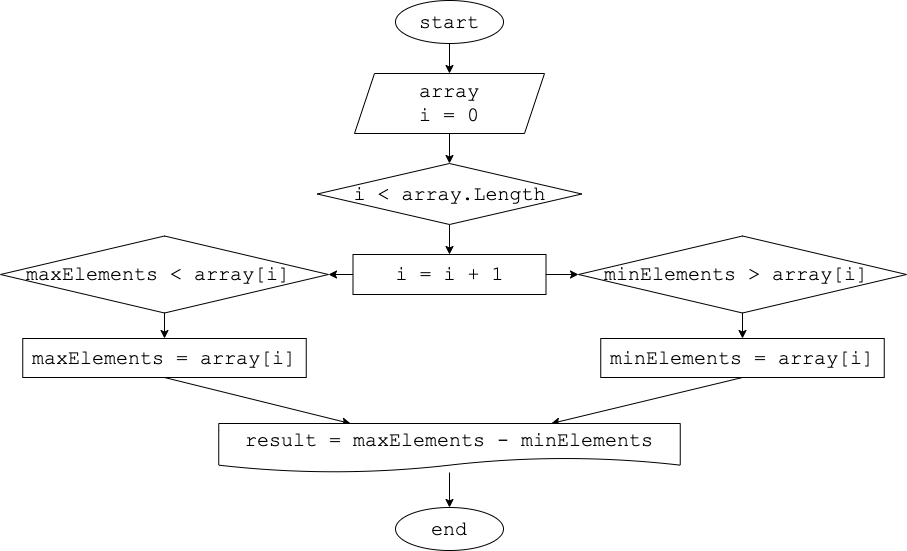 start
array
i = 0
i < array.Length
maxElements < array[i]
i = i + 1
minElements > array[i]
maxElements = array[i]
minElements = array[i]
result = maxElements - minElements
end